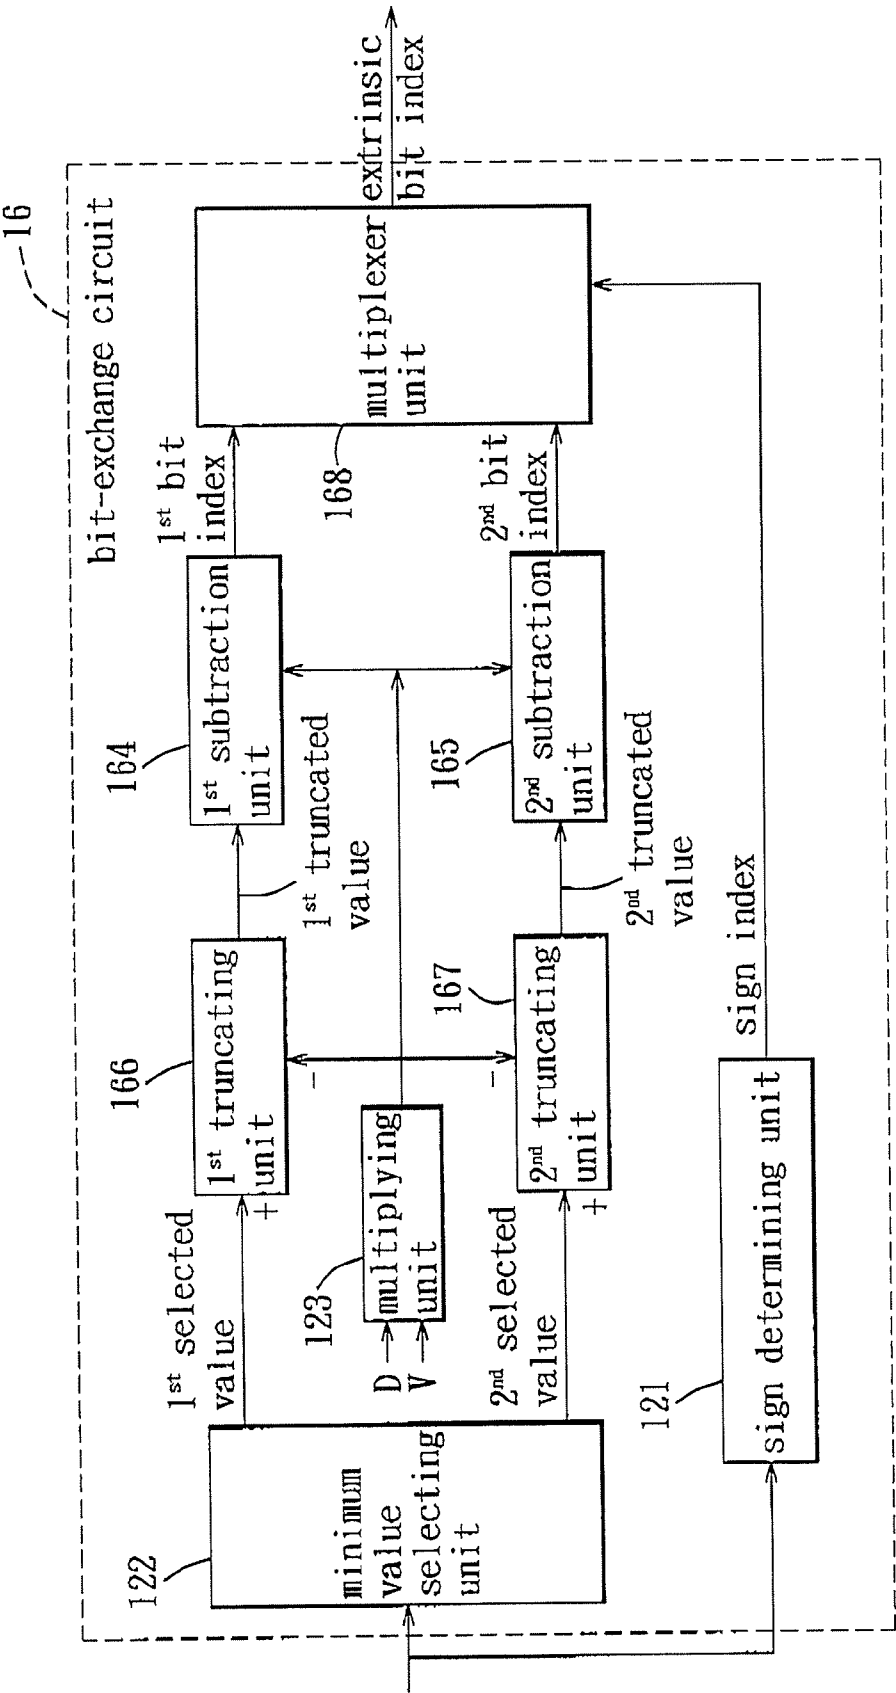 16
bit-exchange circuit
122
minimum
value
selecting
unit
1st selected
value
+
166
1st truncating
unit
-
1st truncated
value
164
1st subtraction
unit
1st bit
index
123
multiplying
unit
D
V
168
multiplexer
unit
extrinsic
bit index
2nd selected
value
+
167
2nd truncating
unit
-
2nd truncated
value
165
2nd subtraction
unit
2nd bit
index
121
sign determining unit
sign index